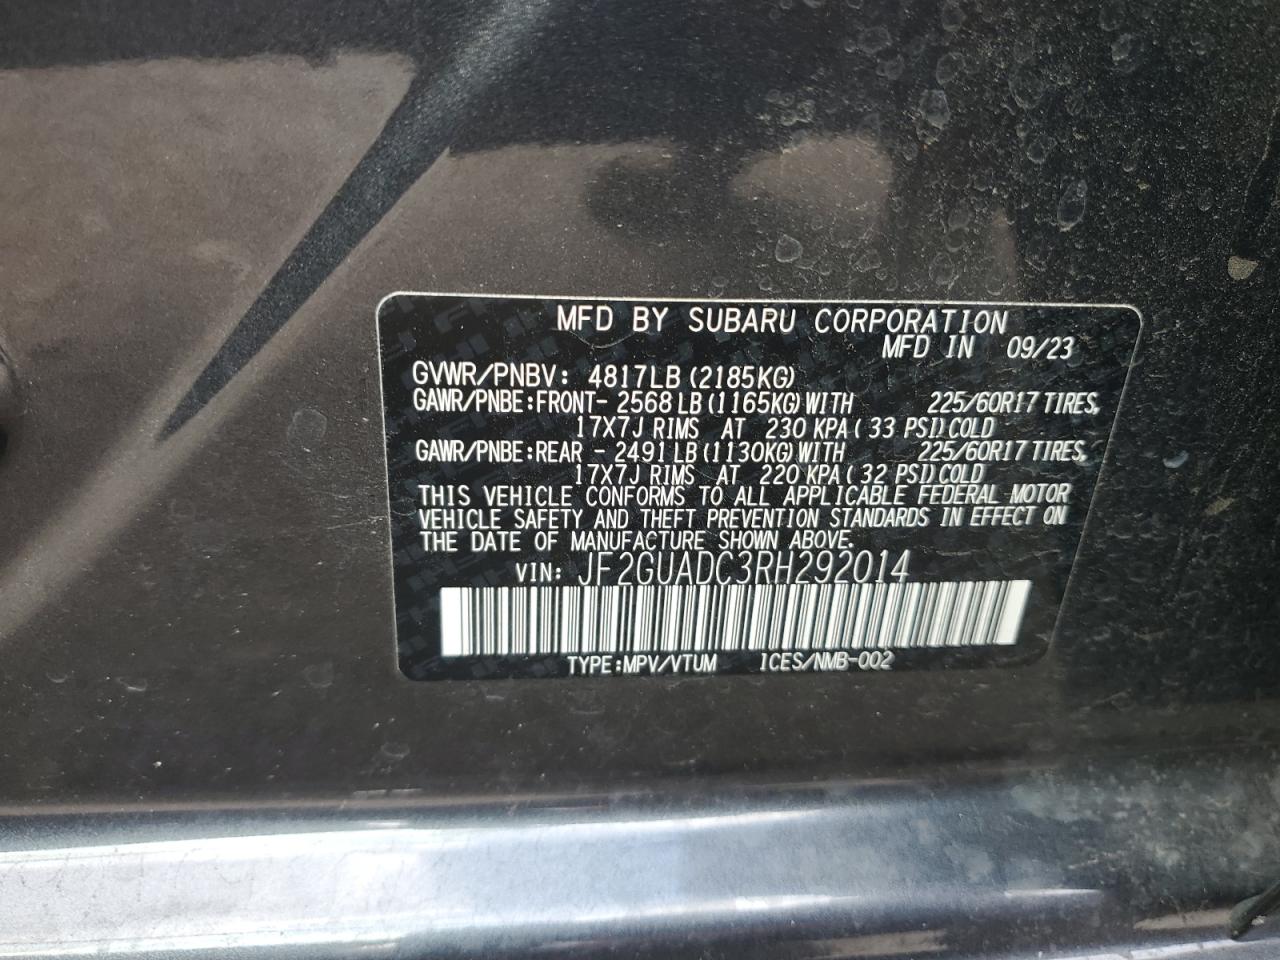 MFD BY SUBARU CORPORATION
MFD IN 09/23
GVWR/PNBV: 4817LB (2185KG)
GAWR/PNBE:FRONT- 2568 LB (1165KG) WITH 225/60R17 TIRES,
17X7J RIMS AT 230 KPA ( 33 PSI) COLD
GAWR/PNBE:REAR - 2491 LB (1130KG) WITH 225/60R17 TIRES,
17X7J RIMS AT 220 KPA ( 32 PSI) COLD
THIS VEHICLE CONFORMS TO ALL APPLICABLE FEDERAL MOTOR
VEHICLE SAFETY AND THEFT PREVENTION STANDARDS IN EFFECT ON
THE DATE OF MANUFACTURE SHOWN ABOVE.
VIN: JF2GUADC3RH292014
TYPE:MPV/VTUM ICES/NMB-002